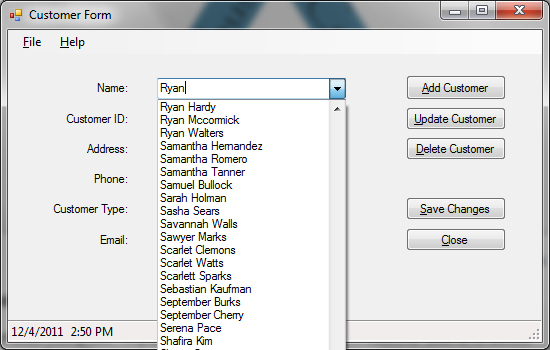 Customer Form
File Help
Name: Ryan Add Customer
Ryan Hardy
Customer ID: Ryan Mccormick Update Customer
Ryan Walters
Address: Samantha Hernandez Delete Customer
Samantha Romero
Phone: Samantha Tanner
Samuel Bullock
Sarah Holman
Customer Type: Sasha Sears Save Changes
Savannah Walls
Email: Sawyer Marks Close
Scarlet Clemons
Scarlet Watts
Scarlett Sparks
Sebastian Kaufman
September Burks
September Cherry
12/4/2011 2:50 PM Serena Pace
Shafira Kim